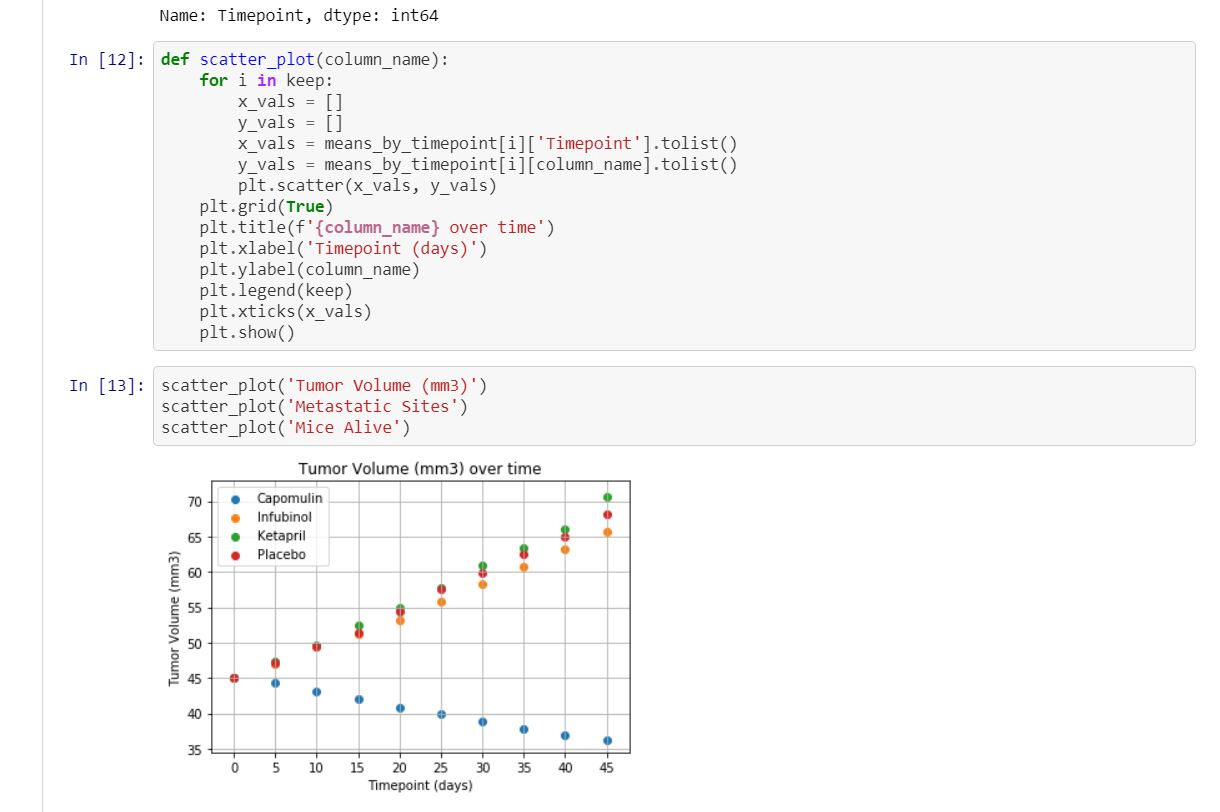 Name: Timepoint, dtype: int64
In [12]: def scatter_plot(column_name):
    for i in keep:
        x_vals = []
        y_vals = []
        x_vals = means_by_timepoint[i]['Timepoint'].tolist()
        y_vals = means_by_timepoint[i][column_name].tolist()
        plt.scatter(x_vals, y_vals)
    plt.grid(True)
    plt.title(f'{column_name} over time')
    plt.xlabel('Timepoint (days)')
    plt.ylabel(column_name)
    plt.legend(keep)
    plt.xticks(x_vals)
    plt.show()
In [13]: scatter_plot('Tumor Volume (mm3)')
scatter_plot('Metastatic Sites')
scatter_plot('Mice Alive')
Tumor Volume (mm3) over time
Capomulin
Infubinol
Ketapril
Placebo
Tumor Volume (mm3)
70
65
60
55
50
45
40
35
0 5 10 15 20 25 30 35 40 45
Timepoint (days)